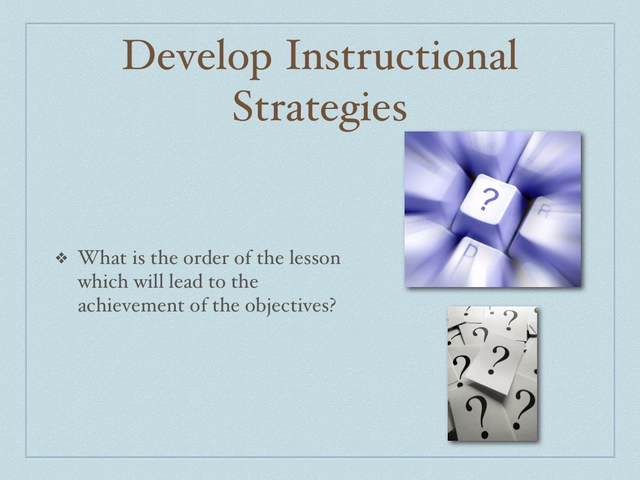 Develop Instructional
Strategies
?
R
D
❖ What is the order of the lesson
which will lead to the
achievement of the objectives?
?
?
?
?
?
?
?